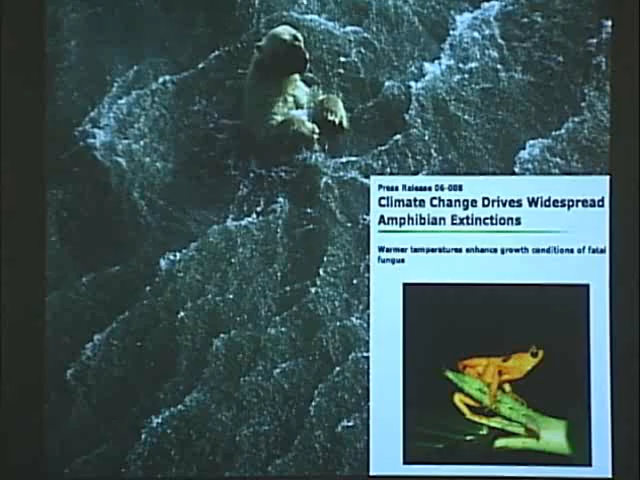 Press Release 06-008
Climate Change Drives Widespread
Amphibian Extinctions
Warmer temperatures enhance growth conditions of fatal
fungus